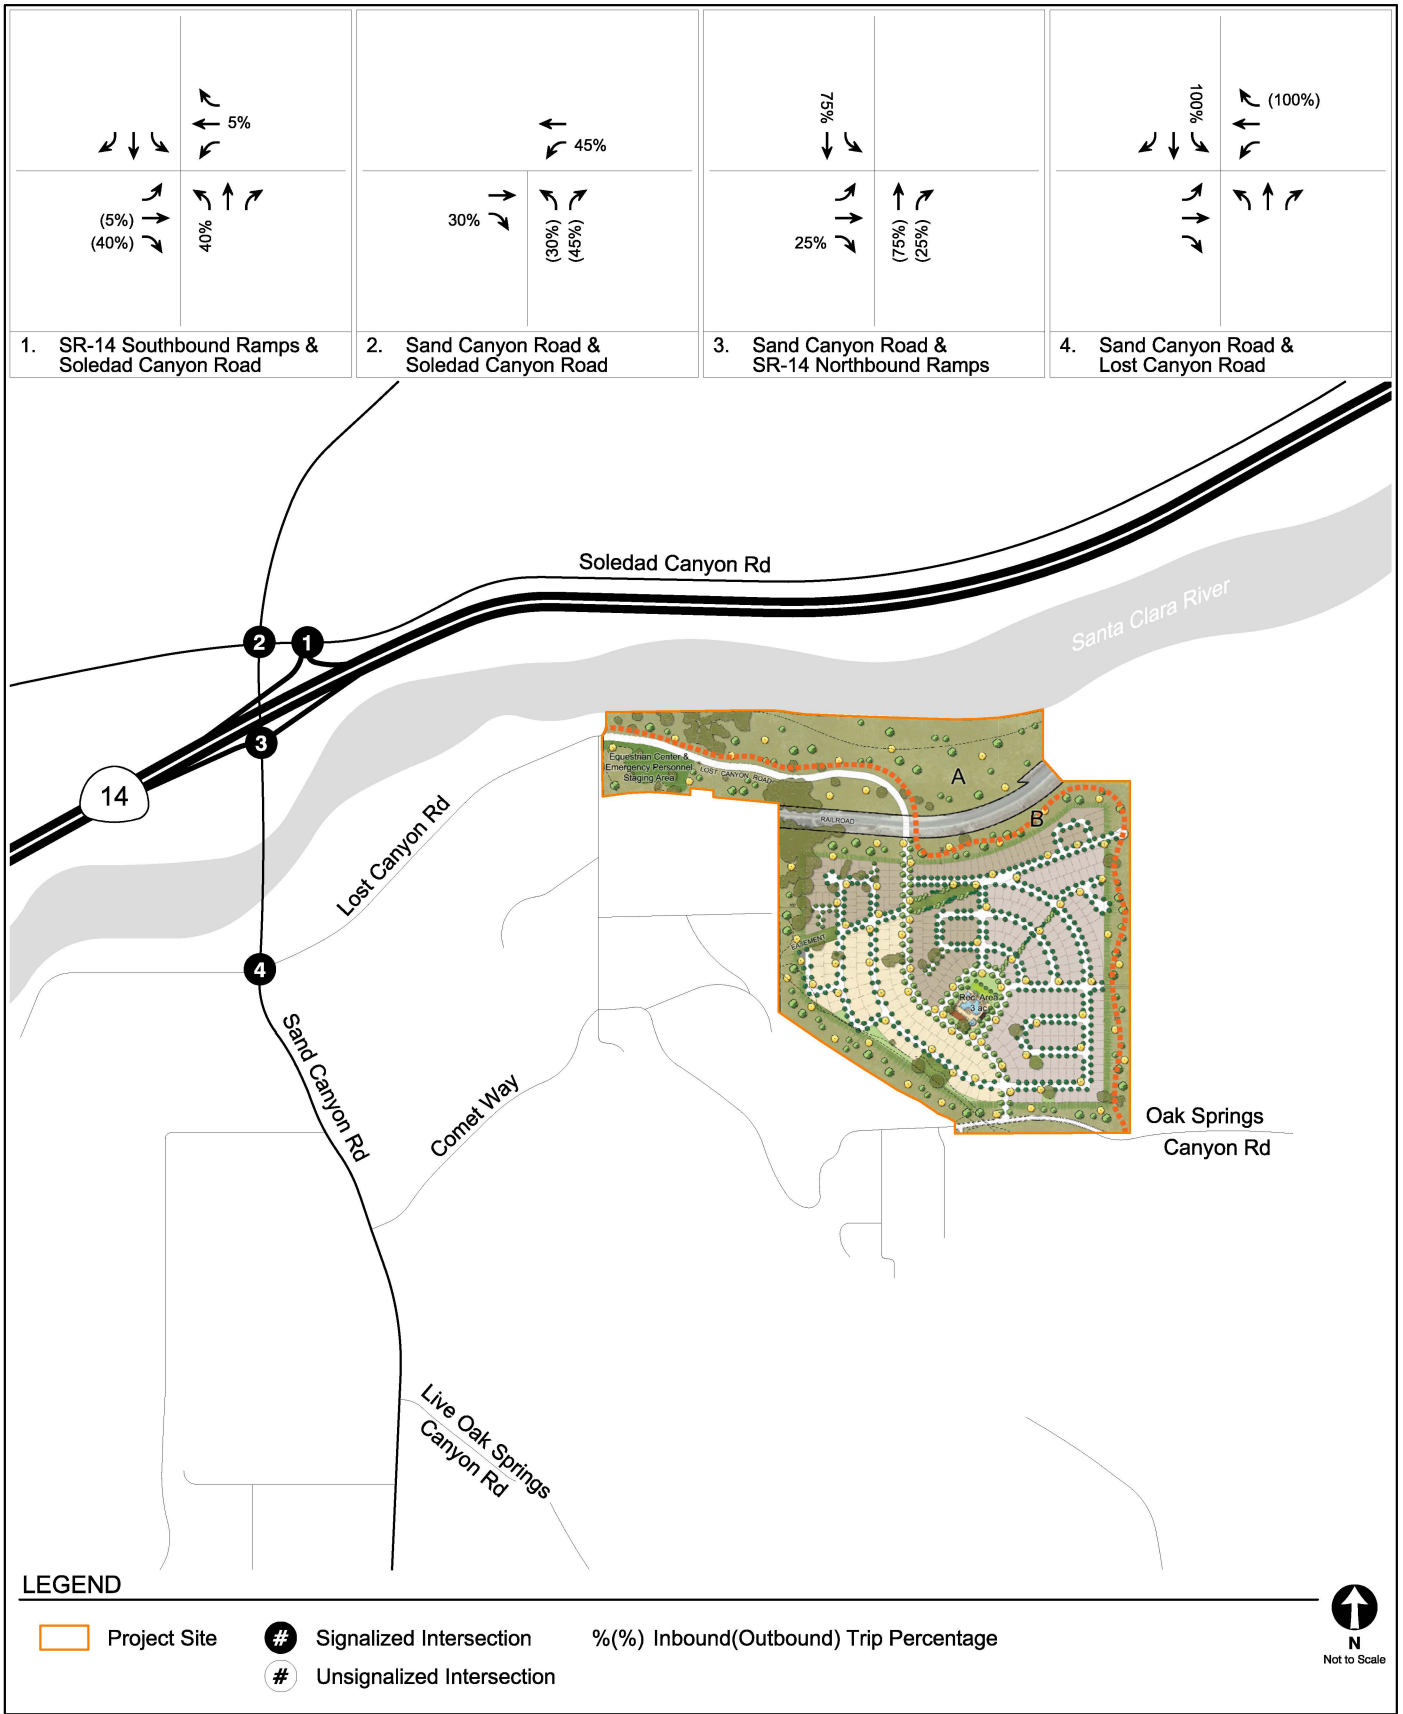 5%
(5%)
(40%)
40%
1. SR-14 Southbound Ramps &
Soledad Canyon Road
45%
30%
(30%)
(45%)
2. Sand Canyon Road &
Soledad Canyon Road
75%
25%
(75%)
(25%)
3. Sand Canyon Road &
SR-14 Northbound Ramps
100%
(100%)
4. Sand Canyon Road &
Lost Canyon Road
Soledad Canyon Rd
Santa Clara River
2
1
3
14
4
Equestrian Center &
Emergency Personnel
Staging Area
LOST CANYON ROAD
A
B
RAILROAD
EASEMENT
Rec. Area
3 ac
Lost Canyon Rd
Sand Canyon Rd
Comet Way
Oak Springs
Canyon Rd
Live Oak Springs
Canyon Rd
LEGEND
Project Site
# Signalized Intersection
%(%) Inbound(Outbound) Trip Percentage
# Unsignalized Intersection
N
Not to Scale